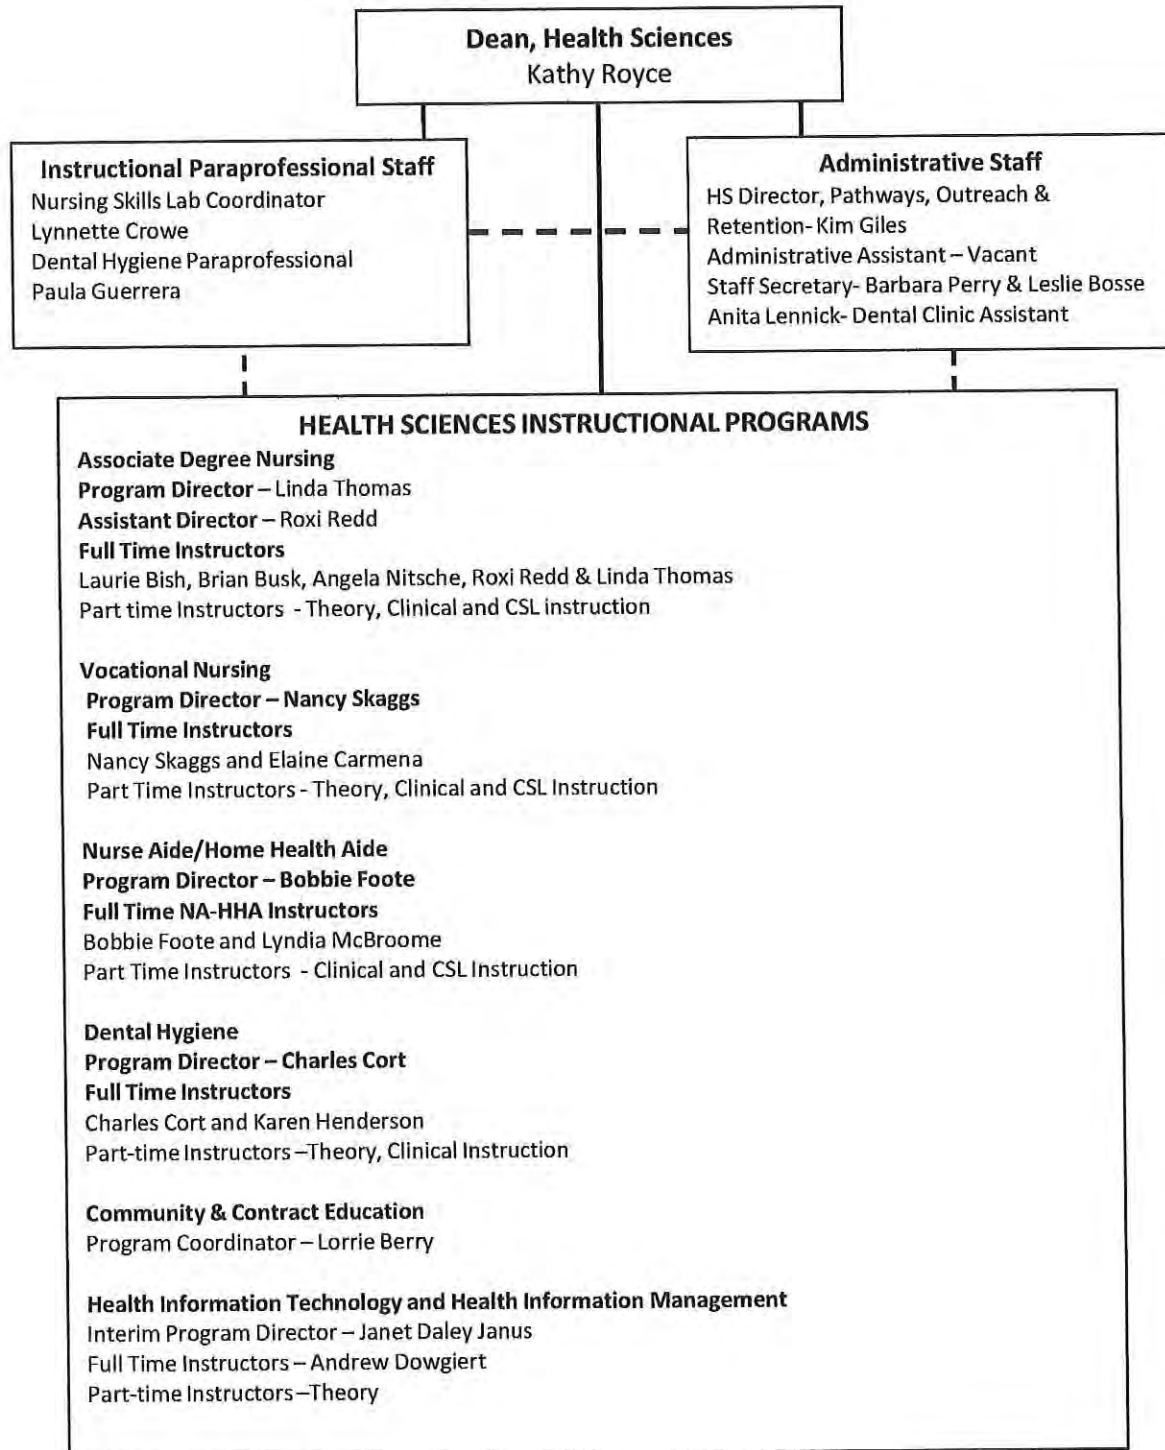 Dean, Health Sciences
Kathy Royce
Instructional Paraprofessional Staff
Nursing Skills Lab Coordinator
Lynnette Crowe
Dental Hygiene Paraprofessional
Paula Guerrera
Administrative Staff
HS Director, Pathways, Outreach &
Retention- Kim Giles
Administrative Assistant – Vacant
Staff Secretary- Barbara Perry & Leslie Bosse
Anita Lennick- Dental Clinic Assistant
HEALTH SCIENCES INSTRUCTIONAL PROGRAMS
Associate Degree Nursing
Program Director – Linda Thomas
Assistant Director – Roxi Redd
Full Time Instructors
Laurie Bish, Brian Busk, Angela Nitsche, Roxi Redd & Linda Thomas
Part time Instructors - Theory, Clinical and CSL instruction
Vocational Nursing
Program Director – Nancy Skaggs
Full Time Instructors
Nancy Skaggs and Elaine Carmena
Part Time Instructors - Theory, Clinical and CSL Instruction
Nurse Aide/Home Health Aide
Program Director – Bobbie Foote
Full Time NA-HHA Instructors
Bobbie Foote and Lyndia McBroome
Part Time Instructors - Clinical and CSL Instruction
Dental Hygiene
Program Director – Charles Cort
Full Time Instructors
Charles Cort and Karen Henderson
Part-time Instructors –Theory, Clinical Instruction
Community & Contract Education
Program Coordinator – Lorrie Berry
Health Information Technology and Health Information Management
Interim Program Director – Janet Daley Janus
Full Time Instructors – Andrew Dowgiert
Part-time Instructors –Theory